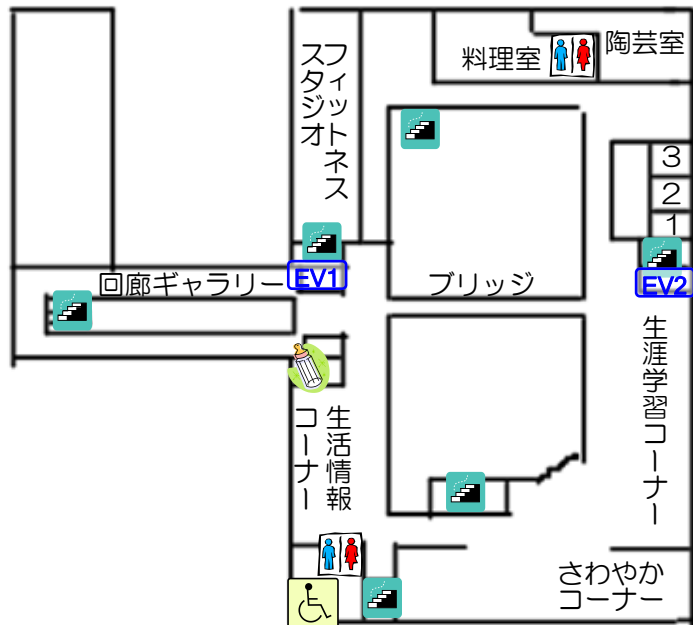 陶芸室
料理室
フィットネス
スタジオ
3
2
1
EV1
回廊ギャラリー
ブリッジ
EV2
生涯学習コーナー
生活情報
コーナー
さわやか
コーナー